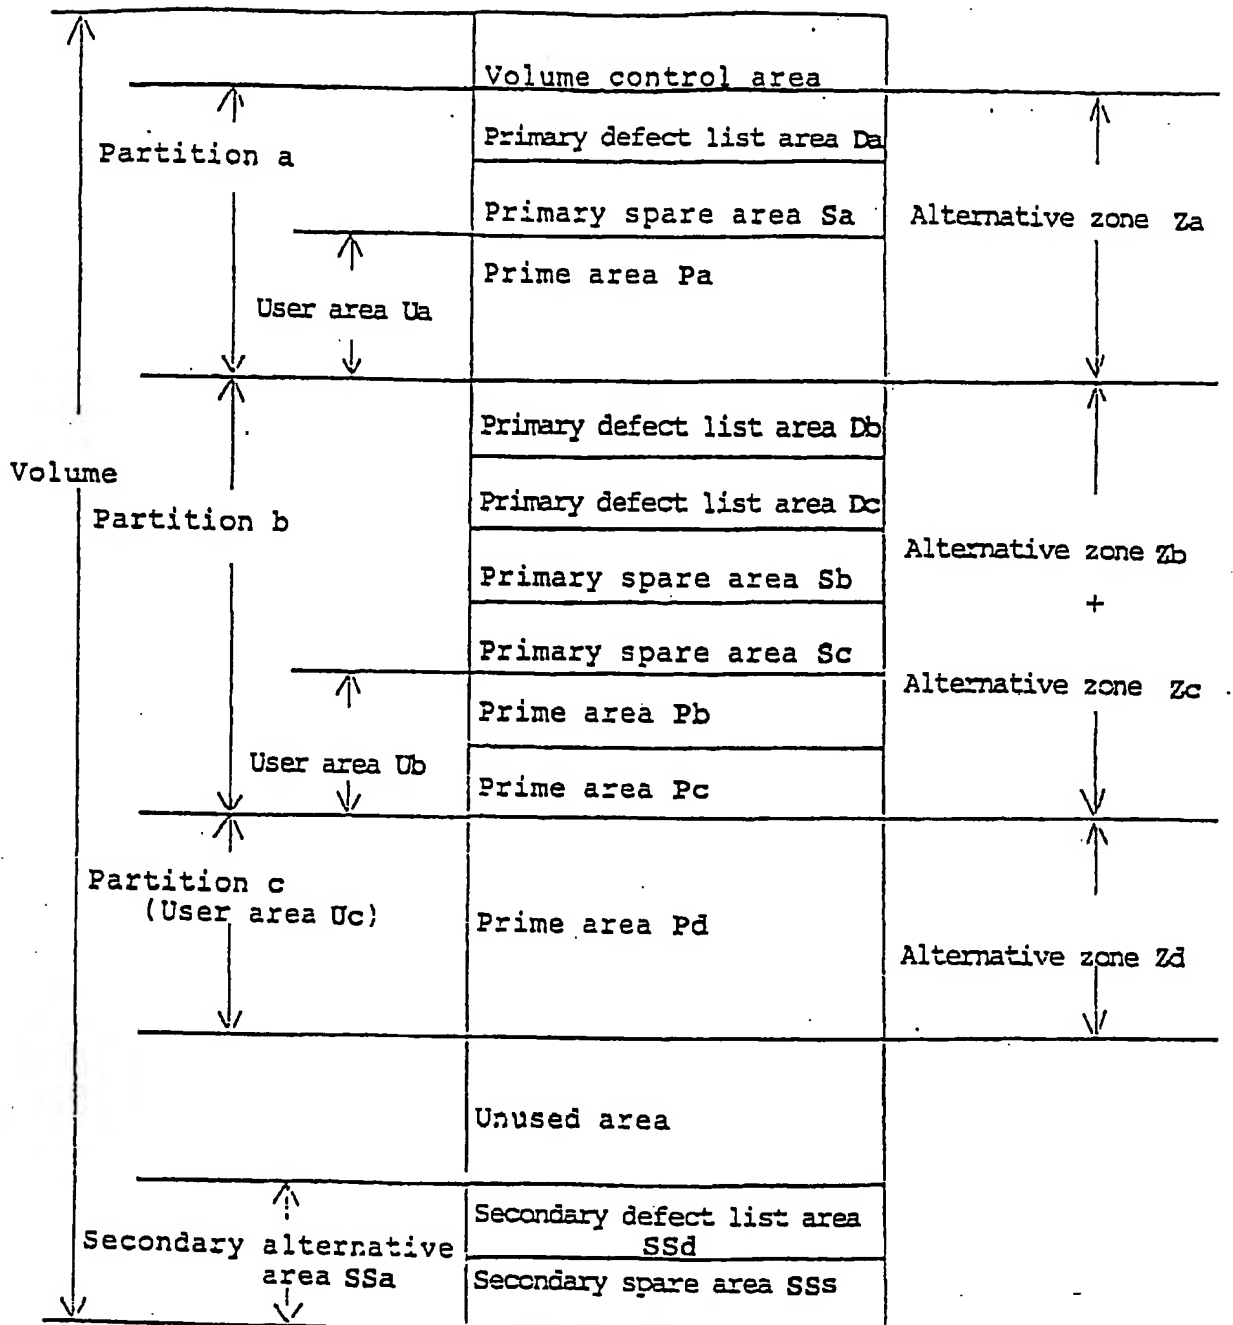 Volume control area
Primary defect list area Da
Partition a
Primary spare area Sa
Alternative zone Za
Prime area Pa
User area Ua
Primary defect list area Db
Volume
Primary defect list area Dc
Partition b
Alternative zone Zb
Primary spare area Sb
+
Primary spare area Sc
Alternative zone Zc
Prime area Pb
User area Ub
Prime area Pc
Partition c
(User area Uc)
Prime area Pd
Alternative zone Zd
Unused area
Secondary defect list area
SSd
Secondary alternative
area SSa
Secondary spare area SSs